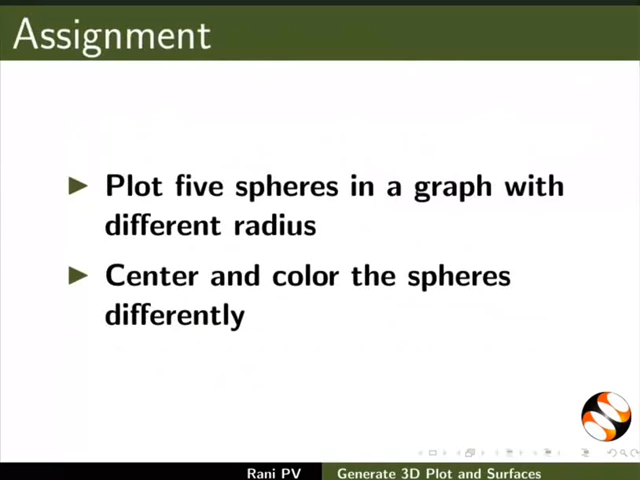 Assignment
Plot five spheres in a graph with
different radius
Center and color the spheres
differently
Rani PV
Generate 3D Plot and Surfaces